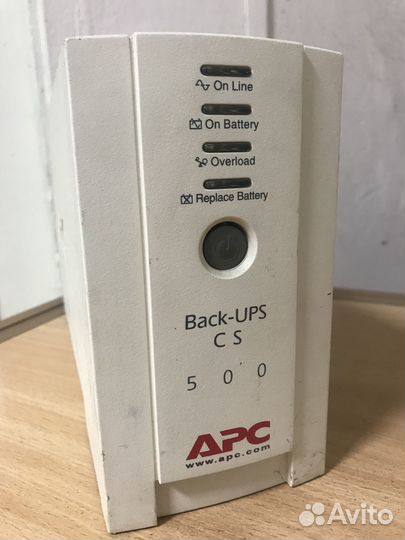 On Line
On Battery
Overload
Replace Battery
Back-UPS
C S
5 0 0
APC
www.apc.com
Avito